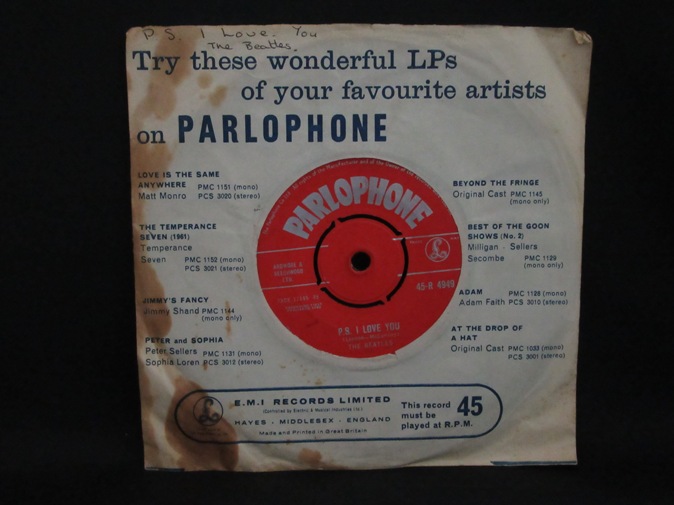 P.S. I Love You
The Beatles.
Try these wonderful LPs
of your favourite artists
on PARLOPHONE
LOVE IS THE SAME
ANYWHERE PMC 1151 (mono)
Matt Monro PCS 3020 (stereo)
THE TEMPERANCE
SEVEN (1961)
Temperance
Seven PMC 1152 (mono)
PCS 3021 (stereo)
JIMMY'S FANCY
Jimmy Shand PMC 1144
(mono only)
PETER and SOPHIA
Peter Sellers PMC 1131 (mono)
Sophia Loren PCS 3012 (stereo)
PARLOPHONE
45-R 4949
P.S. I LOVE YOU
THE BEATLES
BEYOND THE FRINGE
Original Cast PMC 1145
(mono only)
BEST OF THE GOON
SHOWS (No. 2)
Milligan · Sellers
Secombe PMC 1129
(mono only)
ADAM PMC 1128 (mono)
Adam Faith PCS 3010 (stereo)
AT THE DROP OF
A HAT
Original Cast PMC 1033 (mono)
PCS 3001 (stereo)
E.M.I RECORDS LIMITED
(Controlled by Electric & Musical Industries Ltd.)
HAYES · MIDDLESEX · ENGLAND
Made and Printed in Great Britain
This record
must be 45
played at R.P.M.